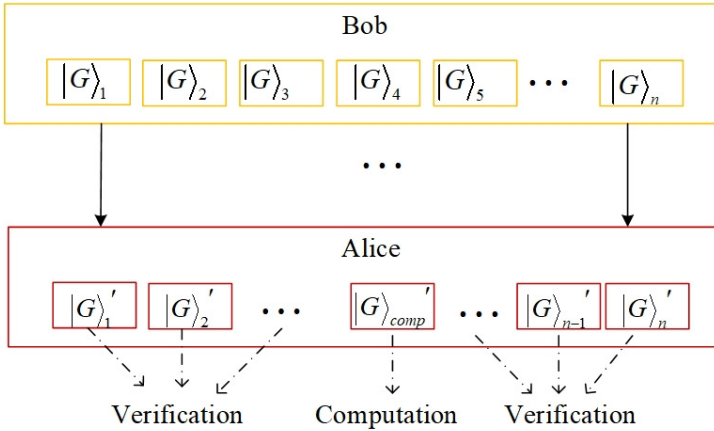 Bob
|G⟩₁ |G⟩₂ |G⟩₃ |G⟩₄ |G⟩₅ ··· |G⟩ₙ
···
Alice
|G⟩₁′ |G⟩₂′ ··· |G⟩comp′ ··· |G⟩ₙ₋₁′ |G⟩ₙ′
Verification Computation Verification